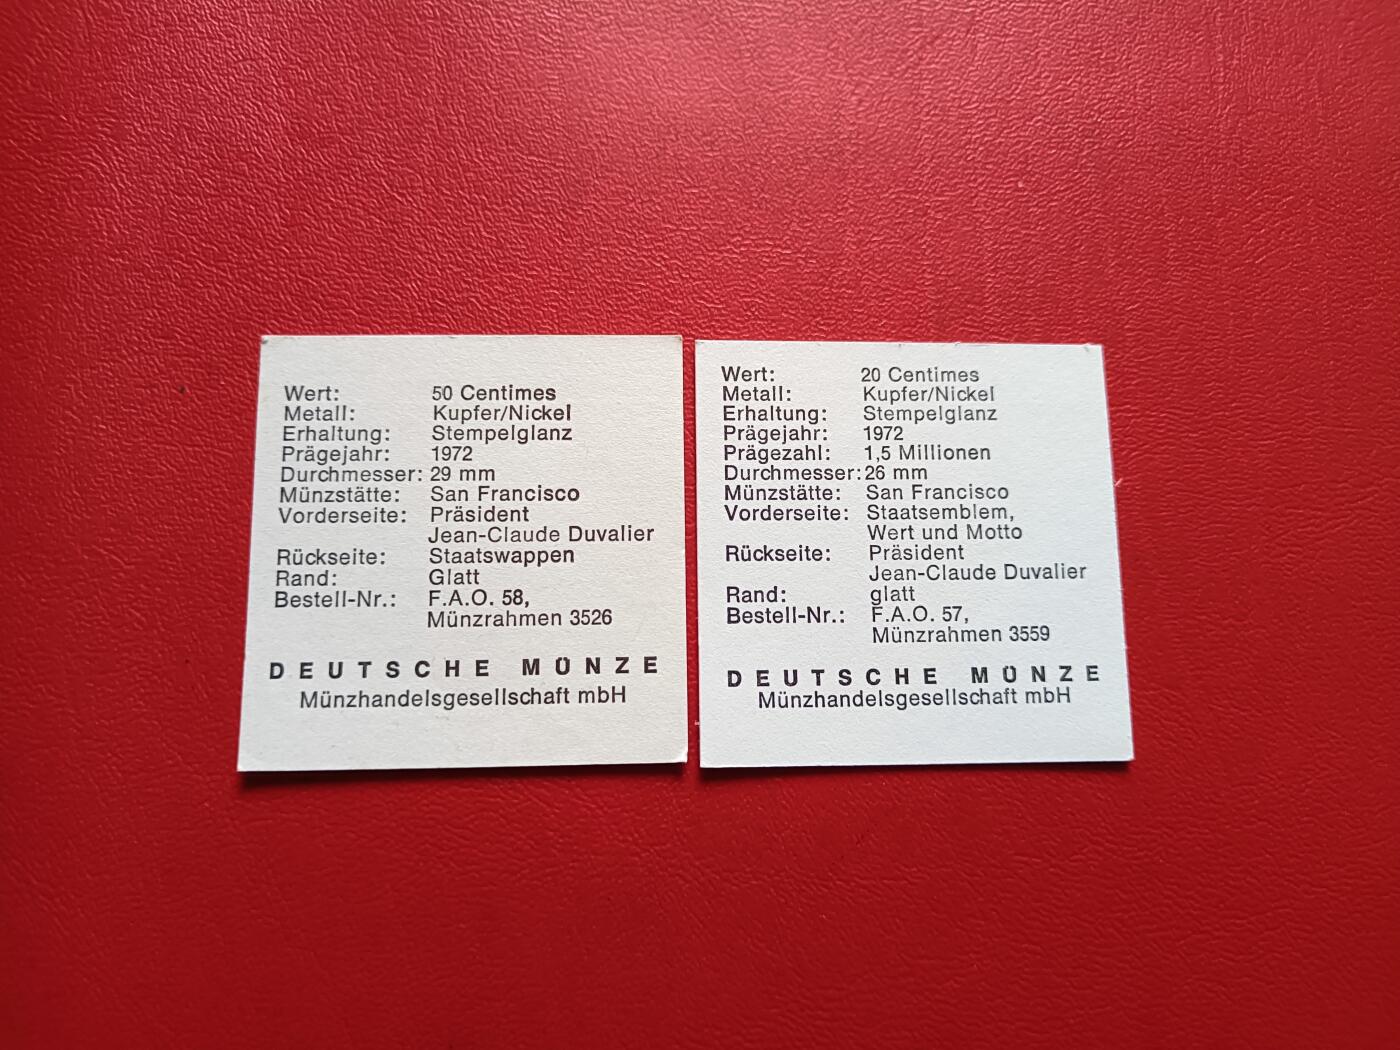 Wert: 50 Centimes
Metall: Kupfer/Nickel
Erhaltung: Stempelglanz
Prägejahr: 1972
Durchmesser: 29 mm
Münzstätte: San Francisco
Vorderseite: Präsident
Jean-Claude Duvalier
Rückseite: Staatswappen
Rand: Glatt
Bestell-Nr.: F.A.O. 58,
Münzrahmen 3526
DEUTSCHE MÜNZE
Münzhandelsgesellschaft mbH
Wert: 20 Centimes
Metall: Kupfer/Nickel
Erhaltung: Stempelglanz
Prägejahr: 1972
Prägezahl: 1,5 Millionen
Durchmesser: 26 mm
Münzstätte: San Francisco
Vorderseite: Staatsemblem,
Wert und Motto
Rückseite: Präsident
Jean-Claude Duvalier
Rand: glatt
Bestell-Nr.: F.A.O. 57,
Münzrahmen 3559
DEUTSCHE MÜNZE
Münzhandelsgesellschaft mbH